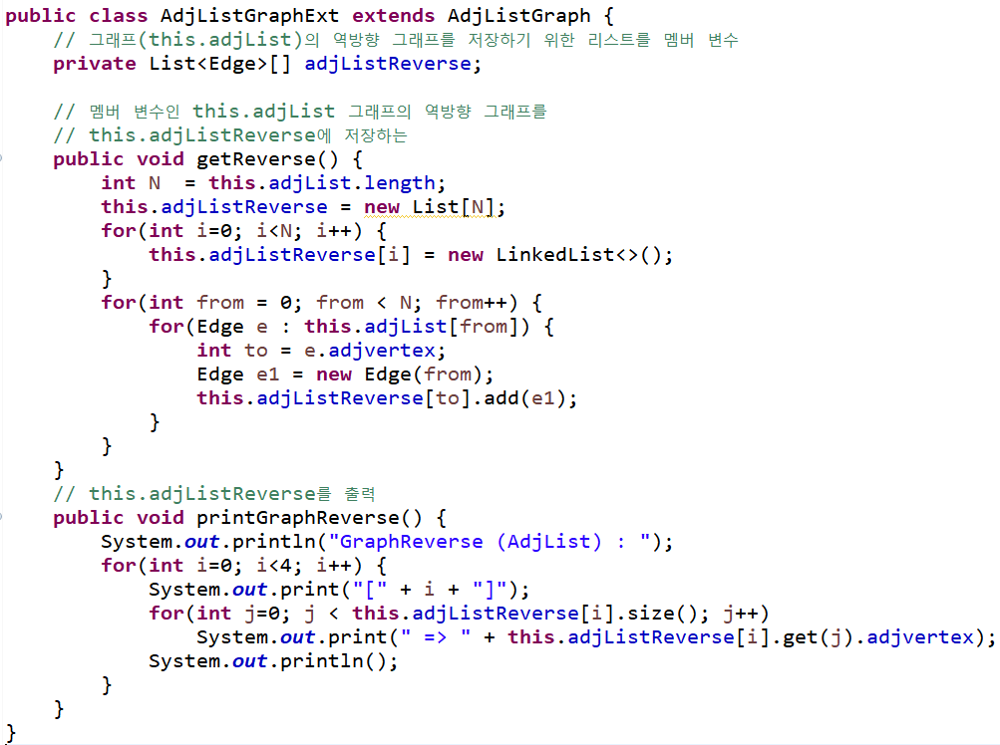 public class AdjListGraphExt extends AdjListGraph {
    // 그래프(this.adjList)의 역방향 그래프를 저장하기 위한 리스트를 멤버 변수
    private List<Edge>[] adjListReverse;

    // 멤버 변수인 this.adjList 그래프의 역방향 그래프를
    // this.adjListReverse에 저장하는
    public void getReverse() {
        int N  = this.adjList.length;
        this.adjListReverse = new List[N];
        for(int i=0; i<N; i++) {
            this.adjListReverse[i] = new LinkedList<>();
        }
        for(int from = 0; from < N; from++) {
            for(Edge e : this.adjList[from]) {
                int to = e.adjvertex;
                Edge e1 = new Edge(from);
                this.adjListReverse[to].add(e1);
            }
        }
    }
    // this.adjListReverse를 출력
    public void printGraphReverse() {
        System.out.println("GraphReverse (AdjList) : ");
        for(int i=0; i<4; i++) {
            System.out.print("[" + i + "]");
            for(int j=0; j < this.adjListReverse[i].size(); j++)
                System.out.print(" => " + this.adjListReverse[i].get(j).adjvertex);
            System.out.println();
        }
    }
}